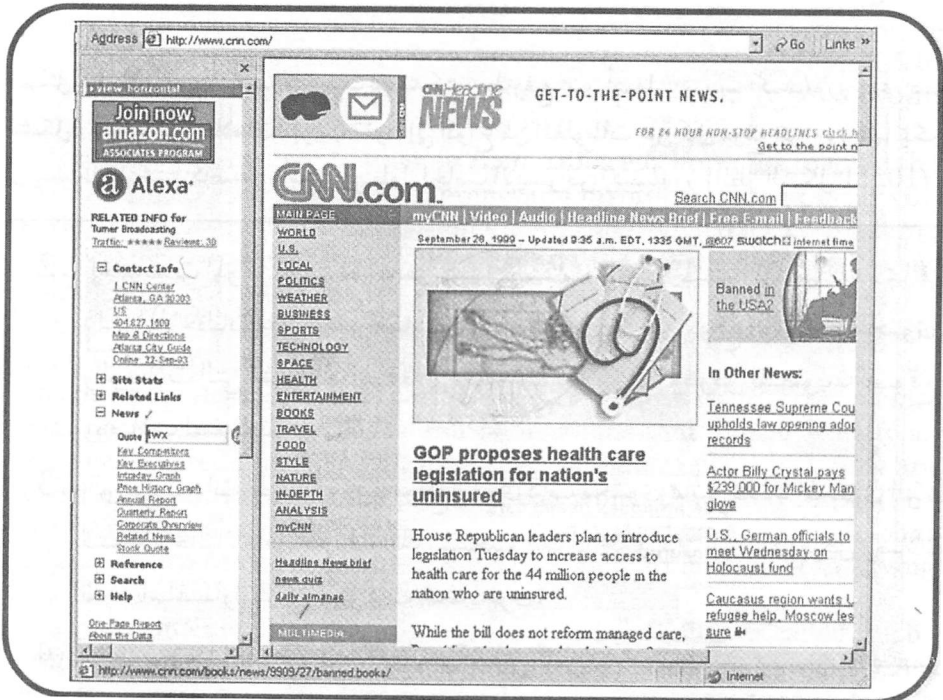 Address http://www.cnn.com/
Go Links »
view horizontal
Join now.
amazon.com
ASSOCIATES PROGRAM
a Alexa
RELATED INFO for
Turner Broadcasting
Traffic: ***** Reviews: 30
Contact Info
1 CNN Center
Atlanta, GA 30303
US
404.827.1500
Map & Directions
Atlanta City Guide
Online: 22-Sep-93
Site Stats
Related Links
News
Quote twx
Key Competitors
Key Executives
Intraday Graph
Price History Graph
Annual Report
Quarterly Report
Corporate Overview
Related News
Stock Quote
Reference
Search
Help
One Page Report
About the Data
CNN Headline
NEWS
GET-TO-THE-POINT NEWS.
FOR 24 HOUR NON-STOP HEADLINES click h
Get to the point n
CNN.com
Search CNN.com
MAIN PAGE
WORLD
U.S.
LOCAL
POLITICS
WEATHER
BUSINESS
SPORTS
TECHNOLOGY
SPACE
HEALTH
ENTERTAINMENT
BOOKS
TRAVEL
FOOD
STYLE
NATURE
IN-DEPTH
ANALYSIS
myCNN
Headline News brief
news quiz
daily almanac
MULTIMEDIA
myCNN | Video | Audio | Headline News Brief | Free E-mail | Feedback
September 28, 1999 – Updated 9:35 a.m. EDT, 1335 GMT, @607 swatch internet time
GOP proposes health care
legislation for nation's
uninsured
House Republican leaders plan to introduce
legislation Tuesday to increase access to
health care for the 44 million people in the
nation who are uninsured.
While the bill does not reform managed care,
Banned in
the USA?
In Other News:
Tennessee Supreme Cou
upholds law opening adop
records
Actor Billy Crystal pays
$239,000 for Mickey Man
glove
U.S., German officials to
meet Wednesday on
Holocaust fund
Caucasus region wants U
refugee help, Moscow les
sure
http://www.cnn.com/books/news/9909/27/banned.books/
Internet